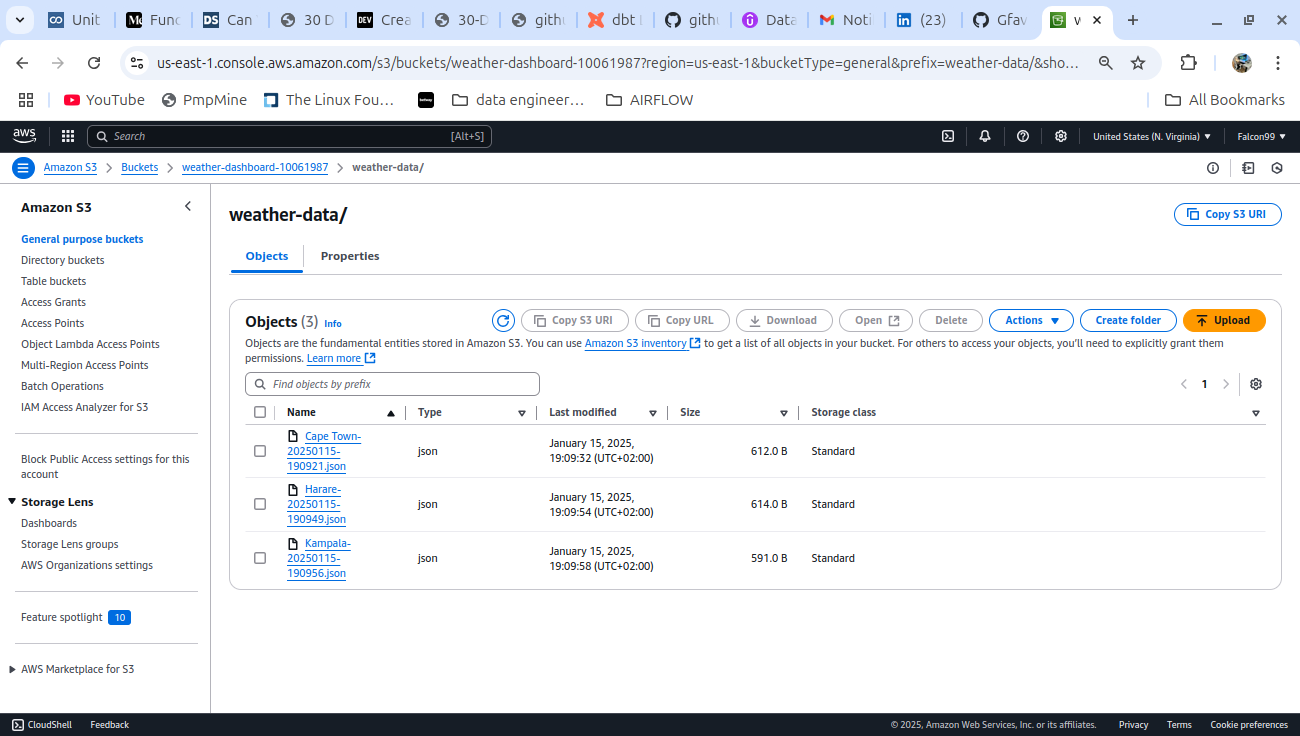 Unit
Func
Can
30 D
Crea
30-D
githu
dbt L
githu
Data
Noti
(23)
Gfav
w
us-east-1.console.aws.amazon.com/s3/buckets/weather-dashboard-10061987?region=us-east-1&bucketType=general&prefix=weather-data/&sho...
YouTube
PmpMine
The Linux Fou...
data engineer...
AIRFLOW
All Bookmarks
aws
Search
[Alt+S]
United States (N. Virginia)
Falcon99
Amazon S3
Buckets
weather-dashboard-10061987
weather-data/
Amazon S3
General purpose buckets
Directory buckets
Table buckets
Access Grants
Access Points
Object Lambda Access Points
Multi-Region Access Points
Batch Operations
IAM Access Analyzer for S3
Block Public Access settings for this
account
Storage Lens
Dashboards
Storage Lens groups
AWS Organizations settings
Feature spotlight 10
AWS Marketplace for S3
weather-data/
Copy S3 URI
Objects
Properties
Objects (3) Info
Copy S3 URI
Copy URL
Download
Open
Delete
Actions
Create folder
Upload
Objects are the fundamental entities stored in Amazon S3. You can use Amazon S3 inventory to get a list of all objects in your bucket. For others to access your objects, you'll need to explicitly grant them
permissions. Learn more
Find objects by prefix
1
Name
Type
Last modified
Size
Storage class
Cape Town-
20250115-
190921.json
json
January 15, 2025,
19:09:32 (UTC+02:00)
612.0 B
Standard
Harare-
20250115-
190949.json
json
January 15, 2025,
19:09:54 (UTC+02:00)
614.0 B
Standard
Kampala-
20250115-
190956.json
json
January 15, 2025,
19:09:58 (UTC+02:00)
591.0 B
Standard
CloudShell
Feedback
© 2025, Amazon Web Services, Inc. or its affiliates.
Privacy
Terms
Cookie preferences